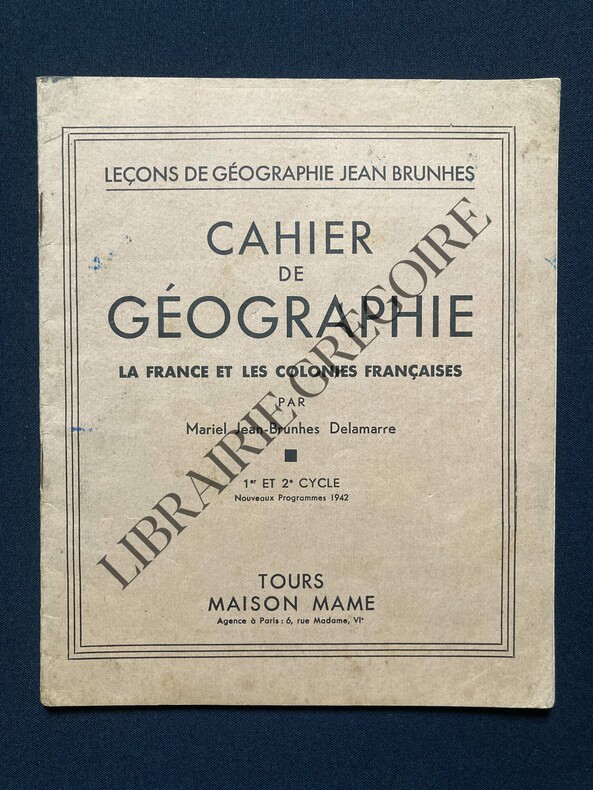 LEÇONS DE GÉOGRAPHIE JEAN BRUNHES
CAHIER
DE
GÉOGRAPHIE
LA FRANCE ET LES COLONIES FRANÇAISES
PAR
Mariel Jean-Brunhes Delamarre
1er ET 2e CYCLE
Nouveaux Programmes 1942
TOURS
MAISON MAME
Agence à Paris : 6, rue Madame, VIe
LIBRAIRIE GREGOIRE